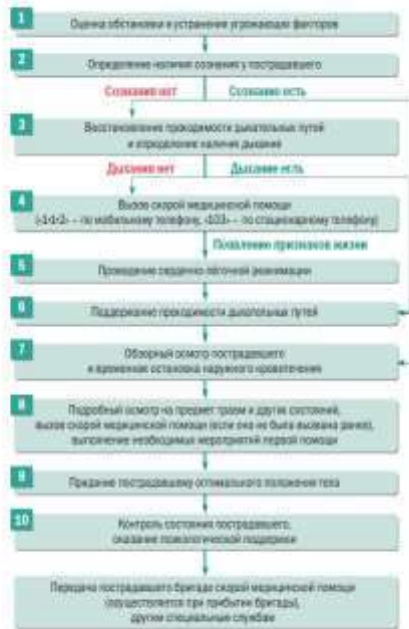 1
Оценка обстановки и устранение угрожающих факторов
2
Определение наличия сознания у пострадавшего
Сознания нет
Сознание есть
3
Восстановление проходимости дыхательных путей
и определение наличия дыхания
Дыхания нет
Дыхание есть
4
Вызов скорой медицинской помощи
(«112» – по мобильному телефону, «103» – по стационарному телефону)
Появление признаков жизни
5
Проведение сердечно-лёгочной реанимации
6
Поддержание проходимости дыхательных путей
7
Обзорный осмотр пострадавшего
и временная остановка наружного кровотечения
8
Подробный осмотр на предмет травм и других состояний,
вызов скорой медицинской помощи (если она не была вызвана ранее),
выполнение необходимых мероприятий первой помощи
9
Придание пострадавшему оптимального положения тела
10
Контроль состояния пострадавшего,
оказание психологической поддержки
Передача пострадавшего бригаде скорой медицинской помощи
(осуществляется при прибытии бригады),
другим специальным службам